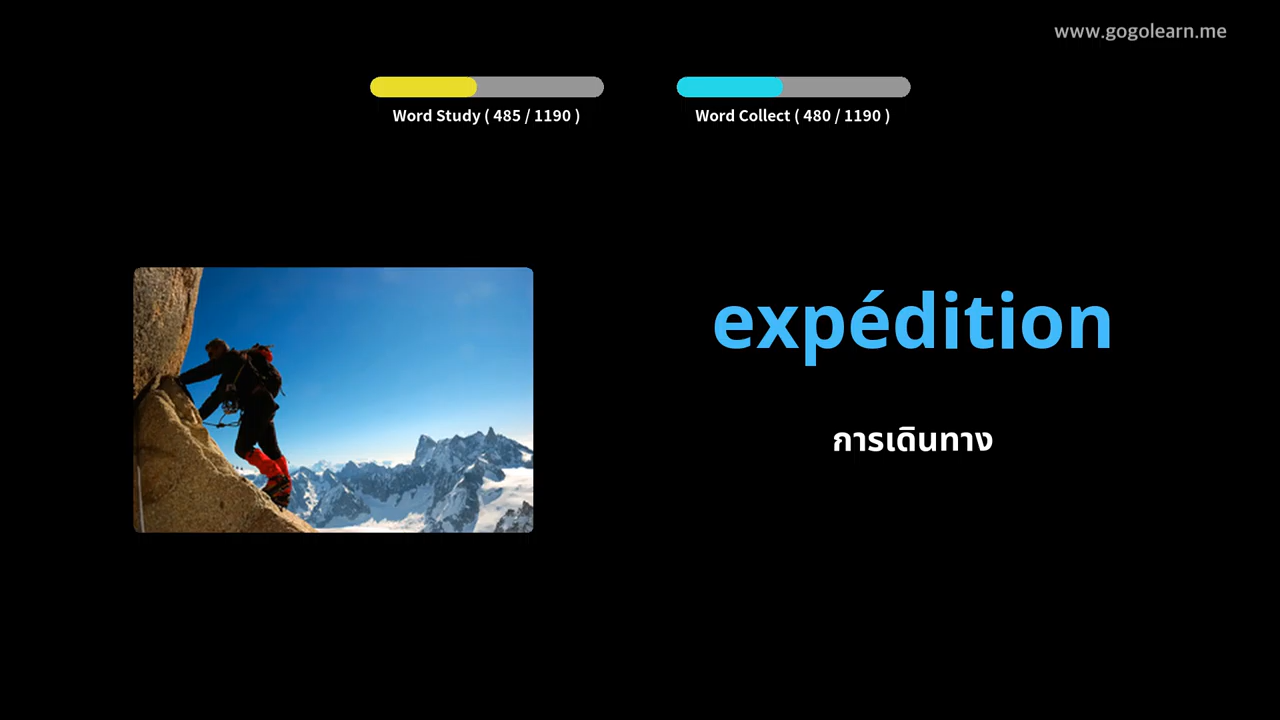 www.gogolearn.me
Word Study ( 485 / 1190 )
Word Collect ( 480 / 1190 )
expédition
การเดินทาง